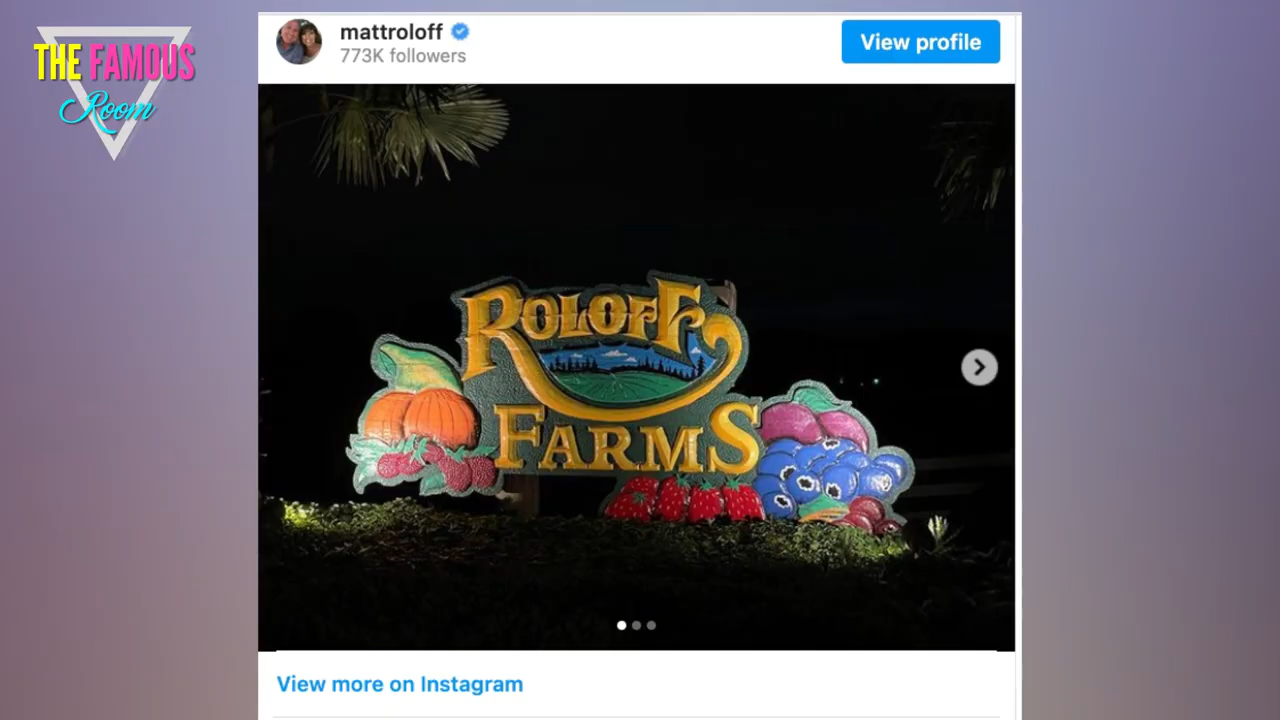 THE FAMOUS
Room
mattroloff
773K followers
View profile
ROLOFF
FARMS
View more on Instagram